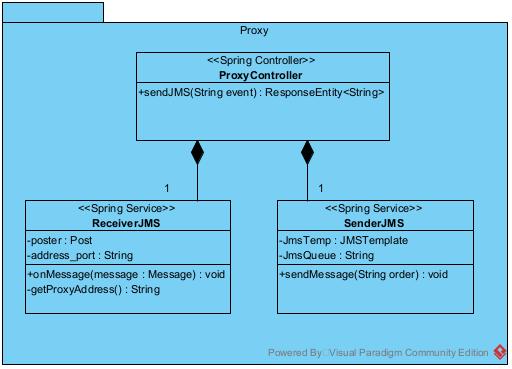 Proxy
<<Spring Controller>>
ProxyController
+sendJMS(String event) : ResponseEntity<String>
1
1
<<Spring Service>>
ReceiverJMS
-poster : Post
-address_port : String
+onMessage(message : Message) : void
-getProxyAddress() : String
<<Spring Service>>
SenderJMS
-JmsTemp : JMSTemplate
-JmsQueue : String
+sendMessage(String order) : void
Powered By Visual Paradigm Community Edition